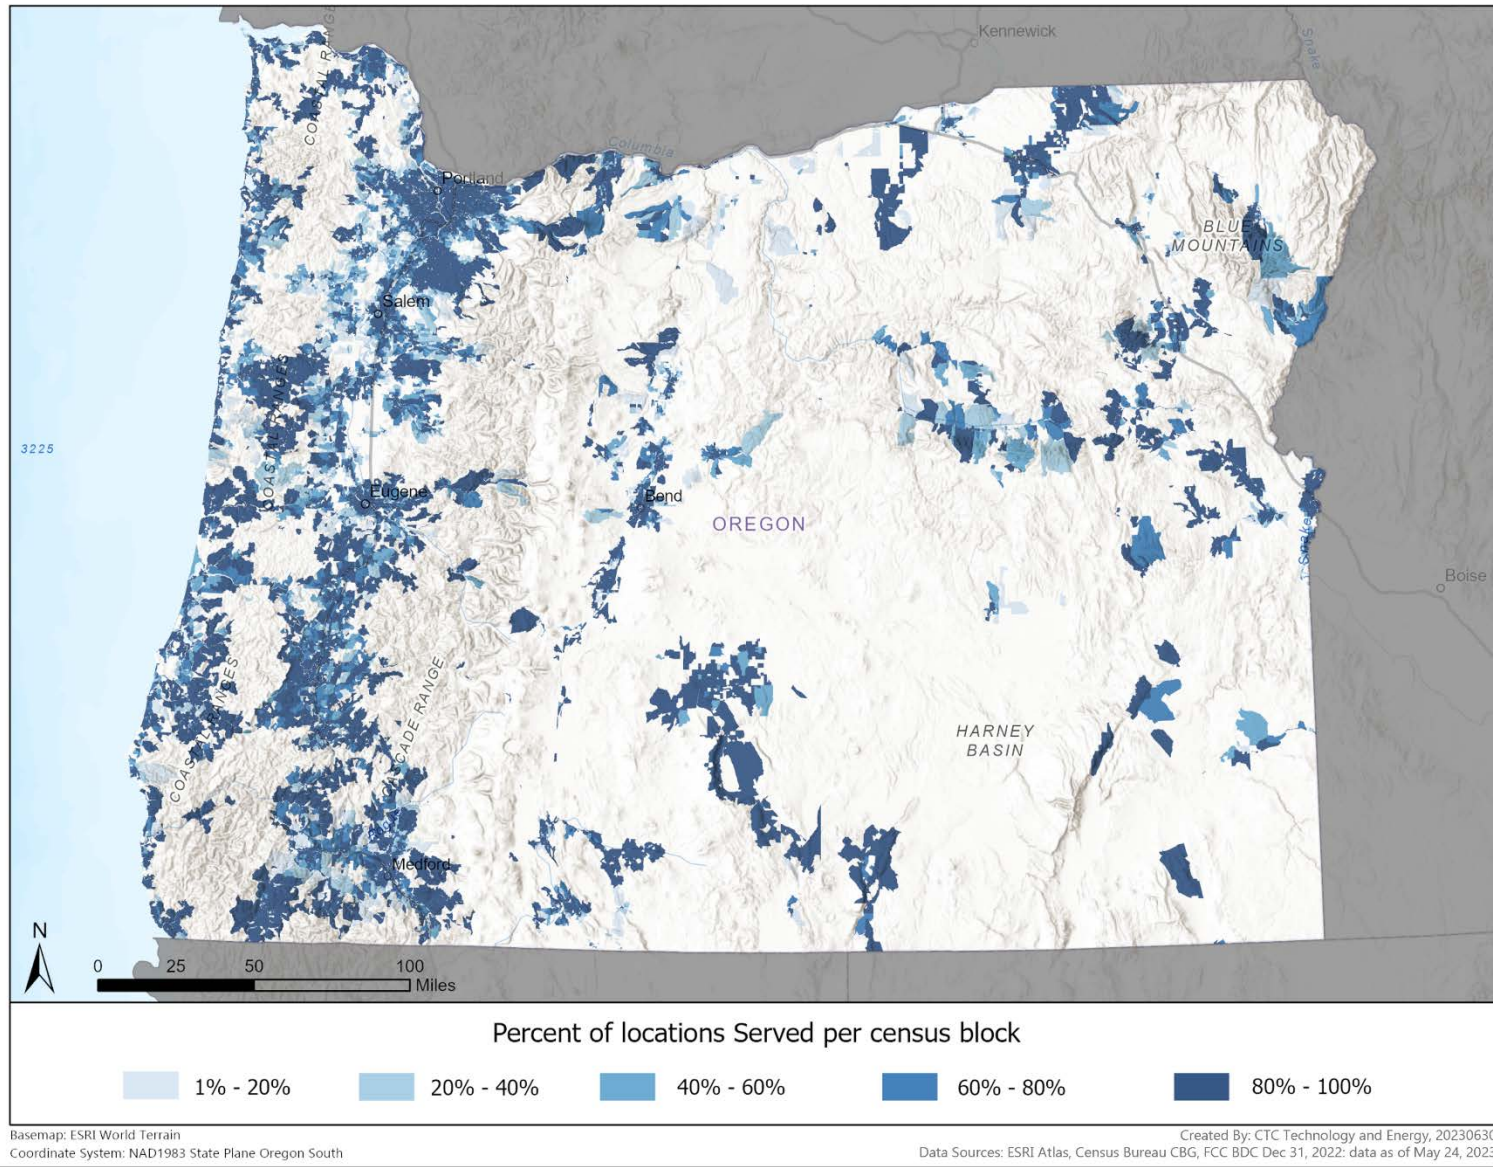 Kennewick
Snake
COASTAL RANGE
Columbia
Portland
BLUE
MOUNTAINS
Salem
COASTAL RANGES
3225
Eugene
Bend
OREGON
Snake
Boise
COASTAL RANGES
CASCADE RANGE
HARNEY
BASIN
Medford
N
0 25 50 100
Miles
Percent of locations Served per census block
1% - 20% 20% - 40% 40% - 60% 60% - 80% 80% - 100%
Basemap: ESRI World Terrain
Coordinate System: NAD1983 State Plane Oregon South
Created By: CTC Technology and Energy, 20230630
Data Sources: ESRI Atlas, Census Bureau CBG, FCC BDC Dec 31, 2022: data as of May 24, 2023